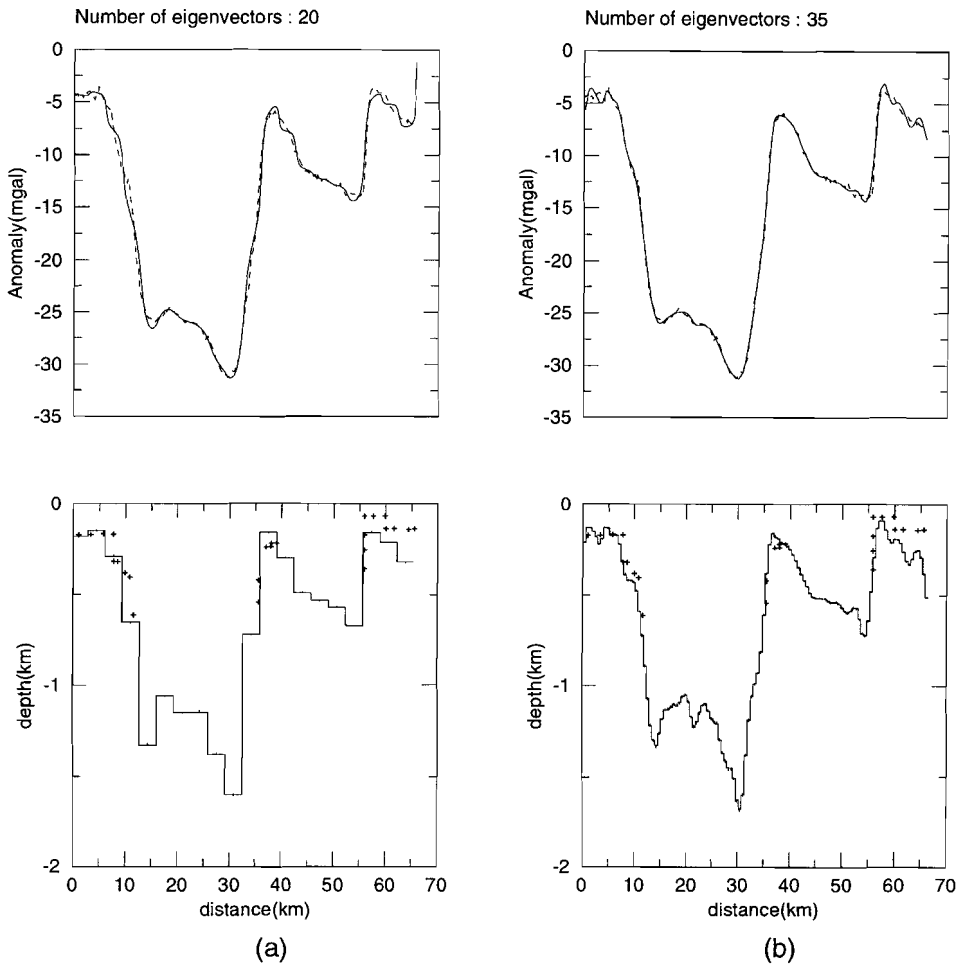 Number of eigenvectors : 20
0
-5
-10
-15
-20
-25
-30
-35
Anomaly(mgal)
Number of eigenvectors : 35
0
-5
-10
-15
-20
-25
-30
-35
Anomaly(mgal)
0
-1
-2
depth(km)
0 10 20 30 40 50 60 70
distance(km)
(a)
0
-1
-2
depth(km)
0 10 20 30 40 50 60 70
distance(km)
(b)